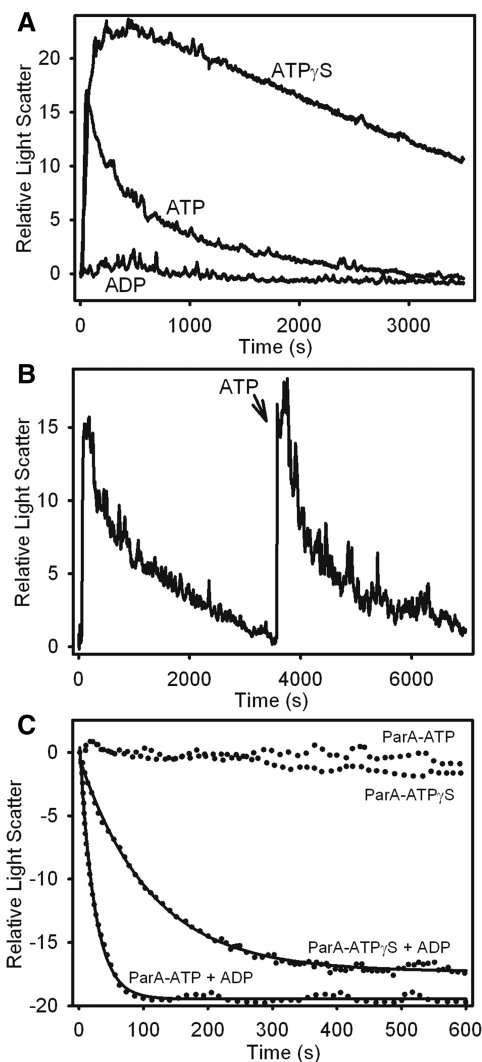 A
Relative Light Scatter
20
15
10
5
0
ATPγS
ATP
ADP
0 1000 2000 3000
Time (s)
B
Relative Light Scatter
15
10
5
0
ATP
0 2000 4000 6000
Time (s)
C
Relative Light Scatter
0
-5
-10
-15
-20
ParA-ATP
ParA-ATPγS
ParA-ATPγS + ADP
ParA-ATP + ADP
0 100 200 300 400 500 600
Time (s)